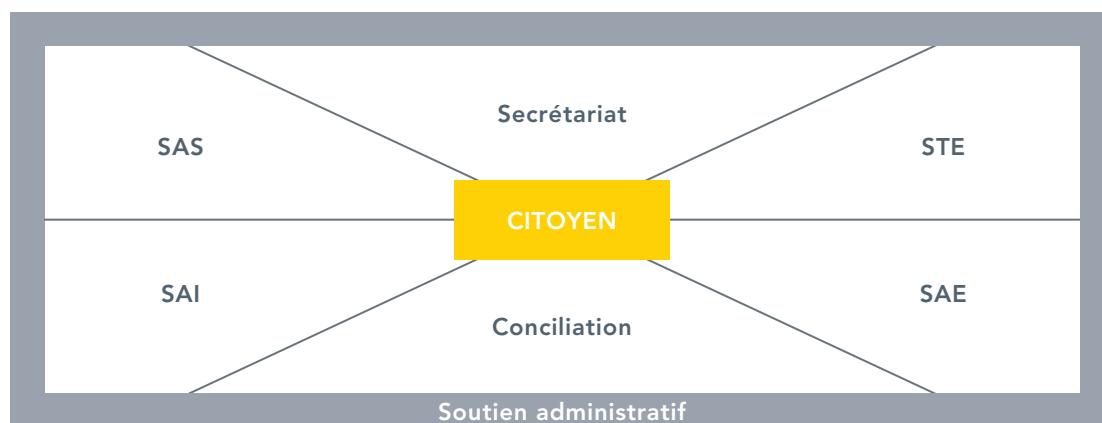 Secrétariat
SAS
STE
CITOYEN
SAI
SAE
Conciliation
Soutien administratif